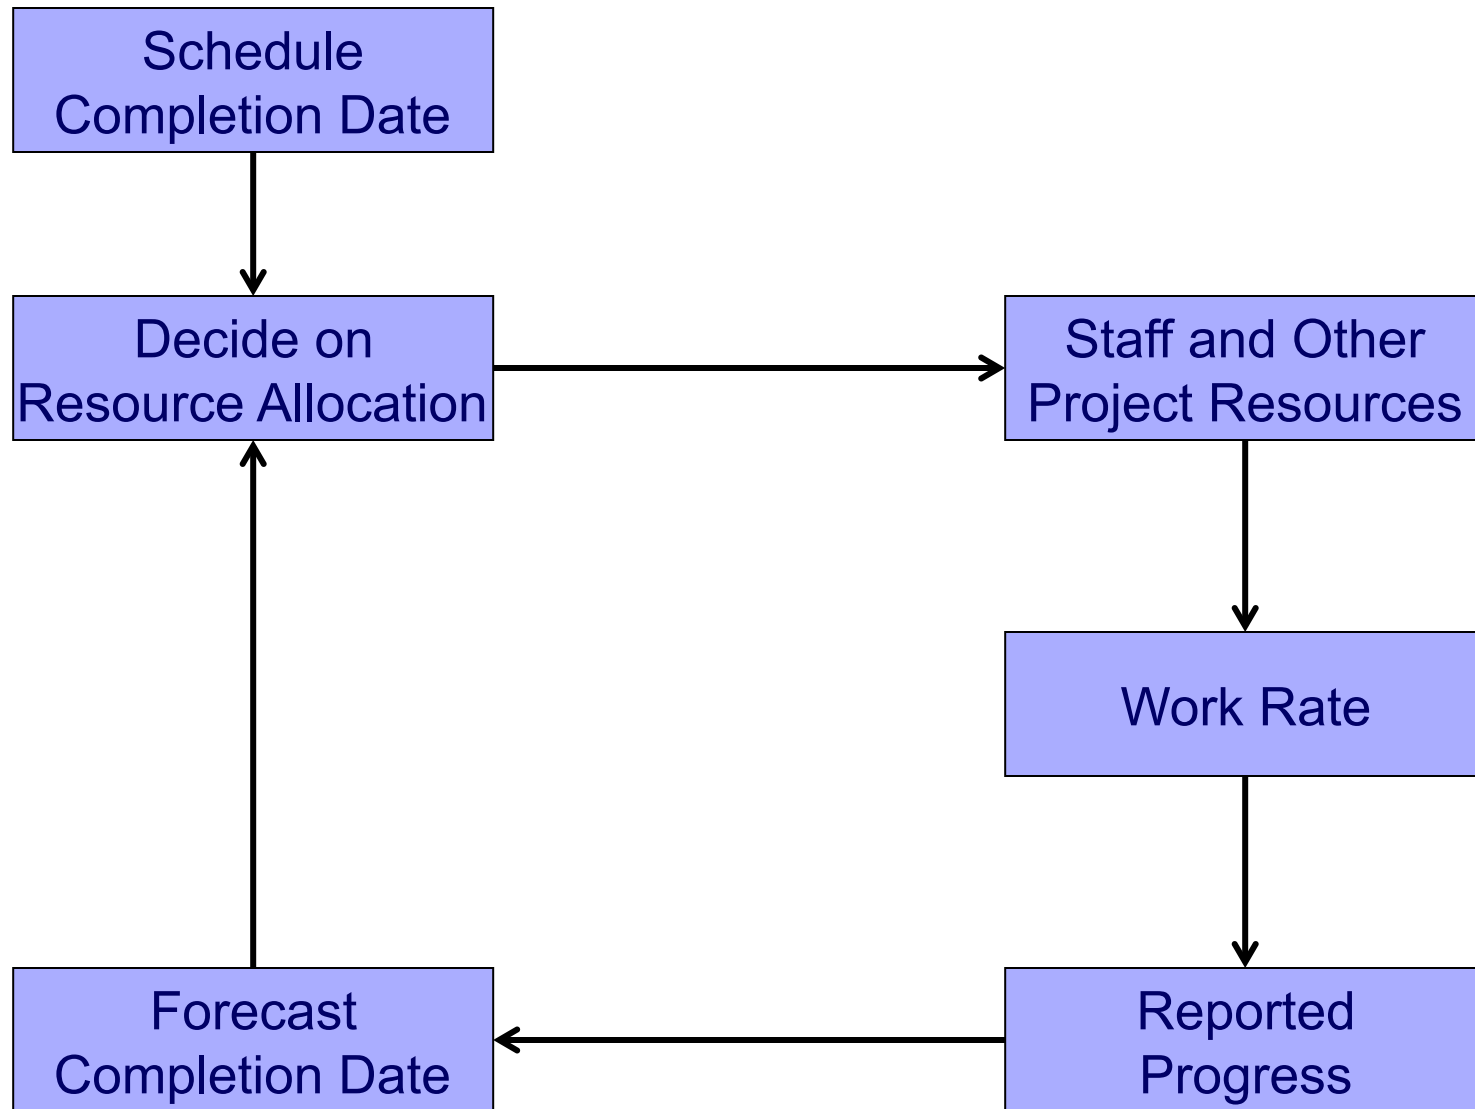 Schedule
Completion Date
Decide on
Resource Allocation
Staff and Other
Project Resources
Work Rate
Forecast
Completion Date
Reported
Progress